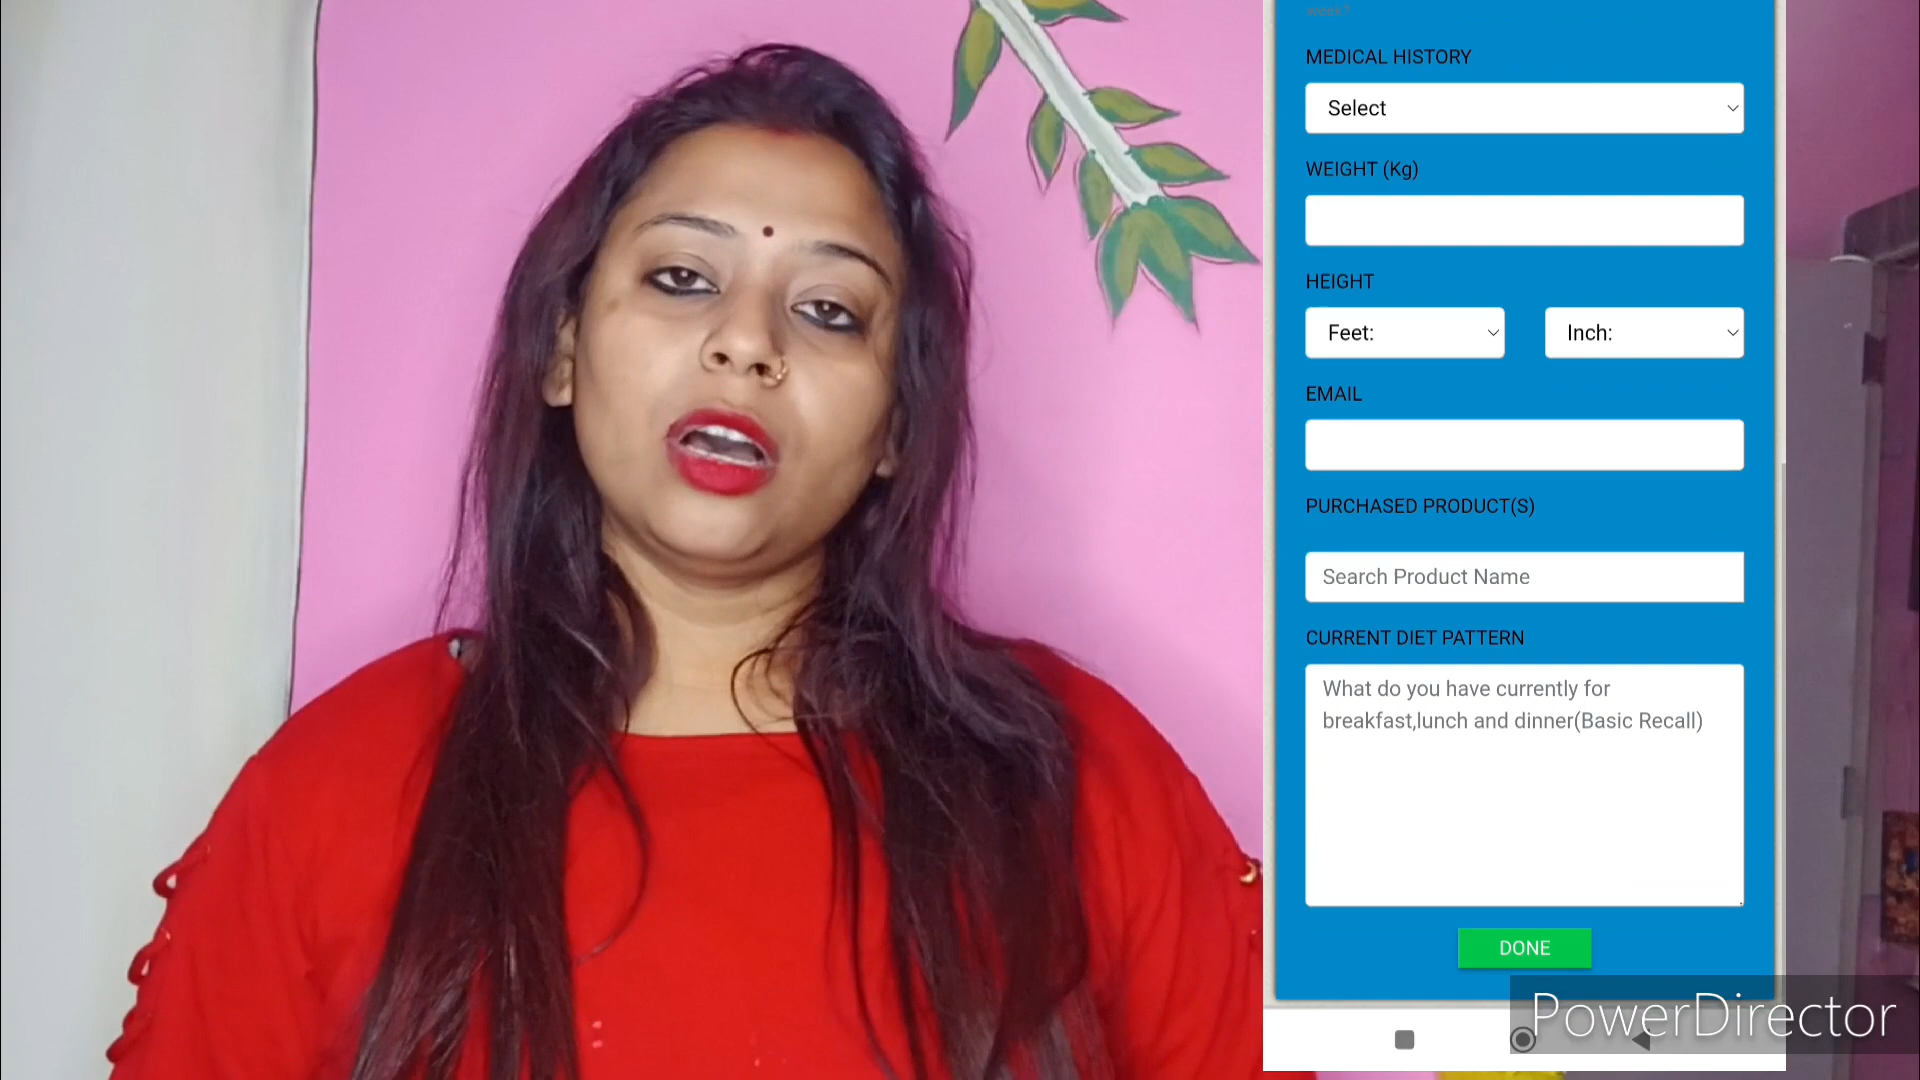 MEDICAL HISTORY
Select
WEIGHT (Kg)
HEIGHT
Feet:
Inch:
EMAIL
PURCHASED PRODUCT(S)
Search Product Name
CURRENT DIET PATTERN
What do you have currently for
breakfast,lunch and dinner(Basic Recall)
DONE
PowerDirector